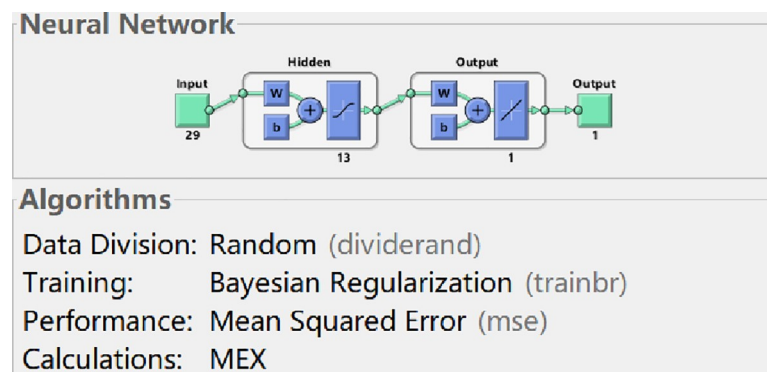 Neural Network
Hidden
Output
Input
W
W
Output
+
+
b
b
29
1
13
1
Algorithms
Data Division: Random (dividerand)
Training: Bayesian Regularization (trainbr)
Performance: Mean Squared Error (mse)
Calculations: MEX